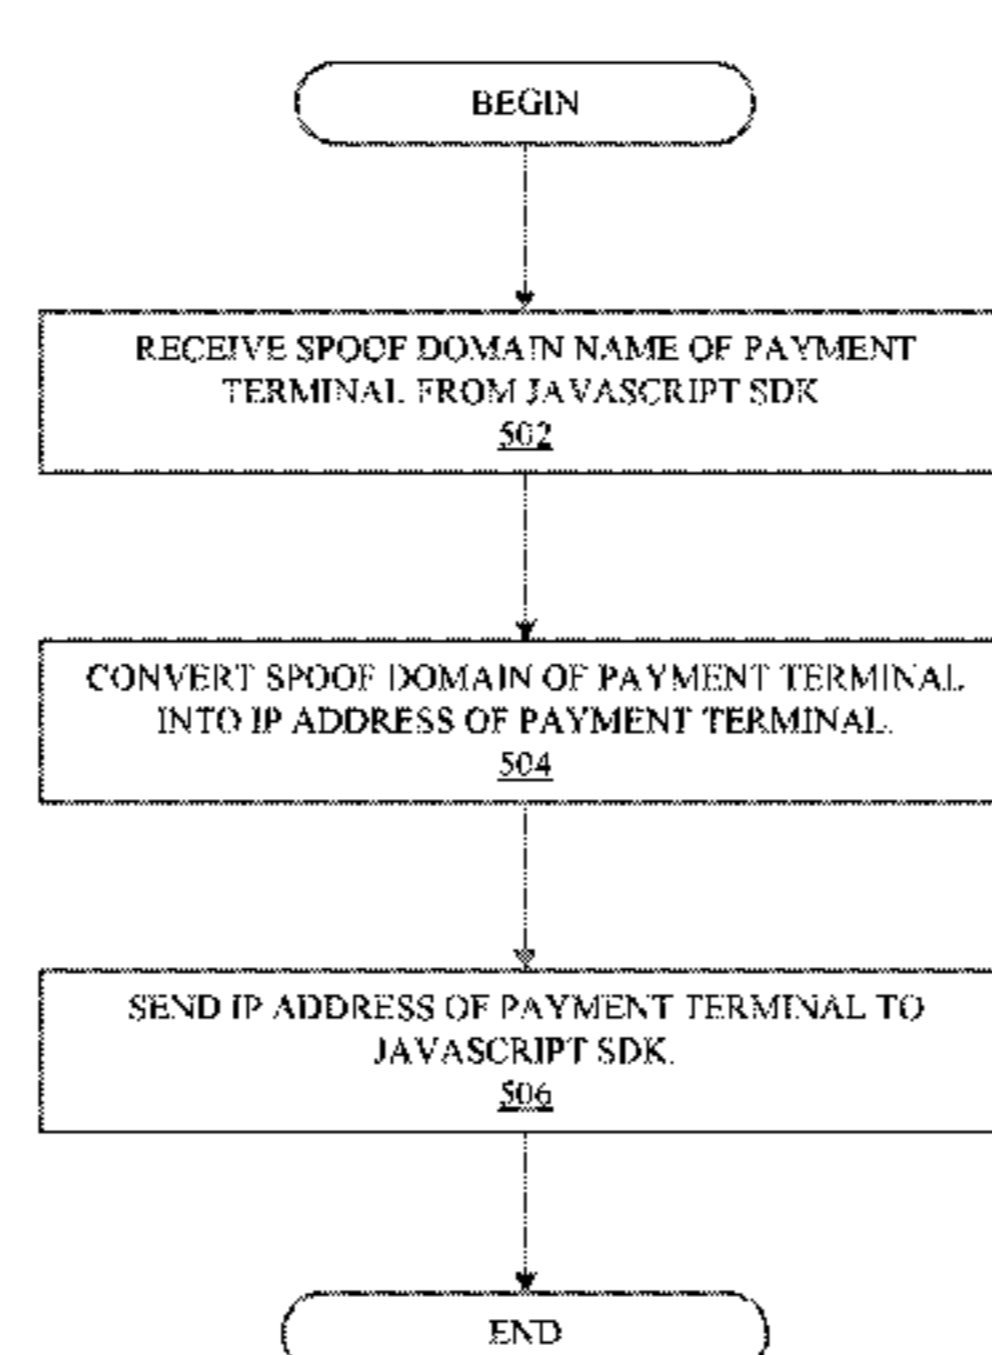 BEGIN
RECEIVE SPOOF DOMAIN NAME OF PAYMENT
TERMINAL FROM JAVASCRIPT SDK
502
CONVERT SPOOF DOMAIN OF PAYMENT TERMINAL
INTO IP ADDRESS OF PAYMENT TERMINAL.
504
SEND IP ADDRESS OF PAYMENT TERMINAL TO
JAVASCRIPT SDK.
506
END